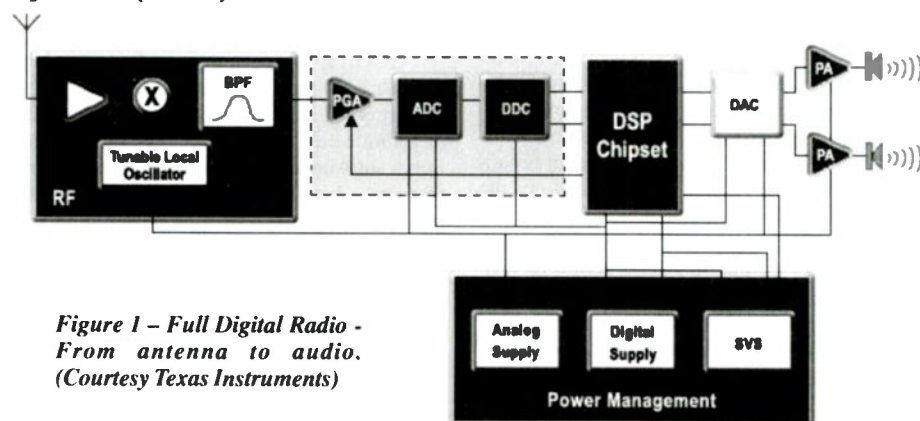 BPF
X
Tunable Local
Oscillator
RF
PGA
ADC
DDC
DSP
Chipset
DAC
PA
PA
Figure 1 – Full Digital Radio -
From antenna to audio.
(Courtesy Texas Instruments)
Analog
Supply
Digital
Supply
SVS
Power Management